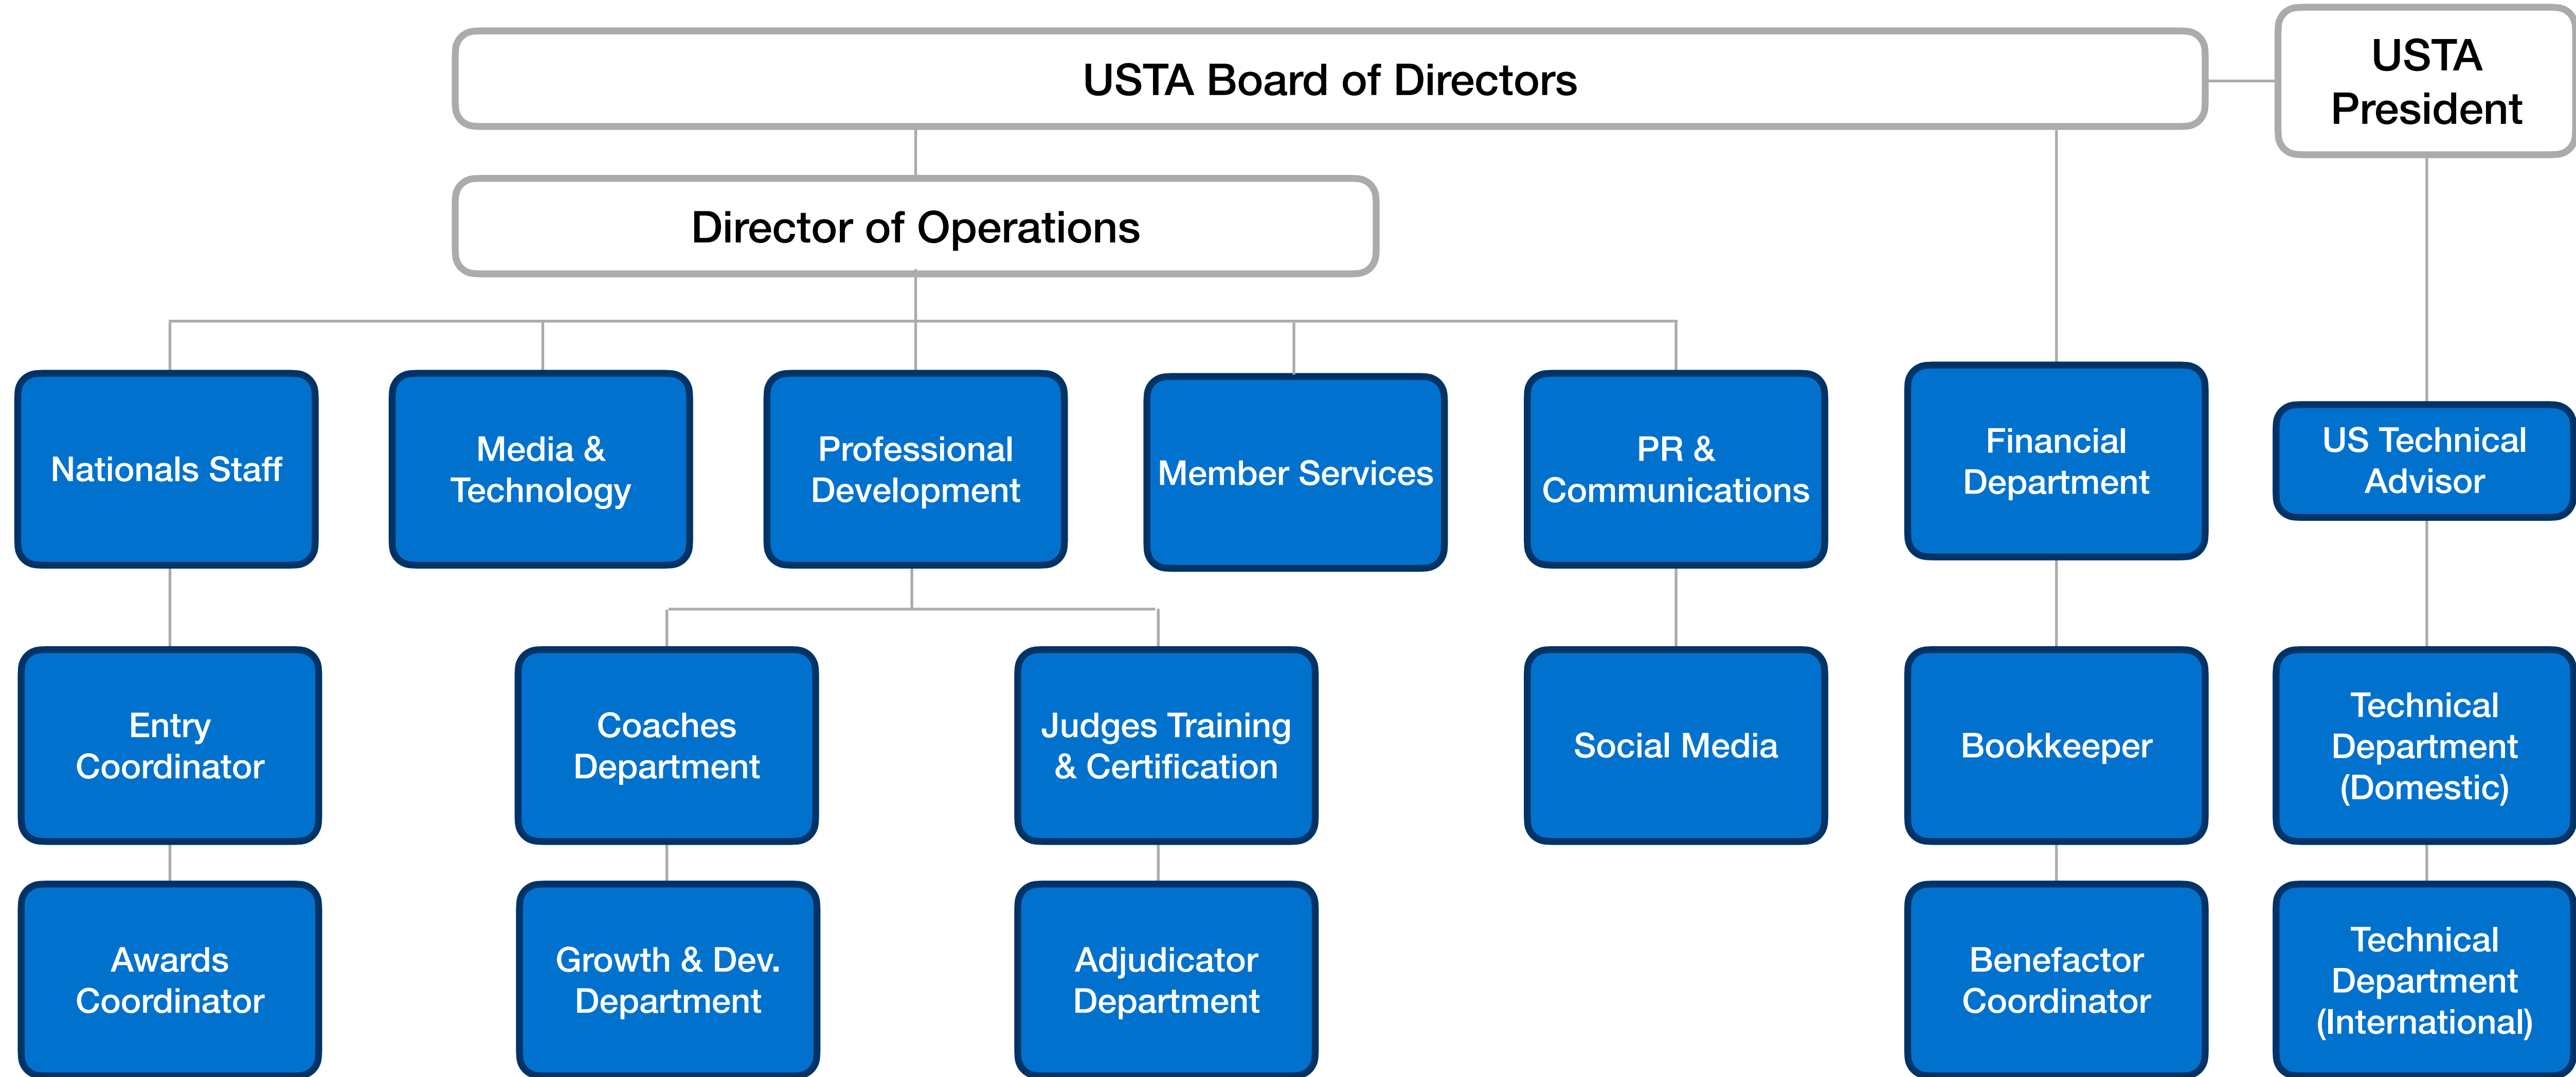 USTA Board of Directors
USTA
President
Director of Operations
Nationals Staff
Media &
Technology
Professional
Development
Member Services
PR &
Communications
Financial
Department
US Technical
Advisor
Entry
Coordinator
Coaches
Department
Judges Training
& Certification
Social Media
Bookkeeper
Technical
Department
(Domestic)
Awards
Coordinator
Growth & Dev.
Department
Adjudicator
Department
Benefactor
Coordinator
Technical
Department
(International)